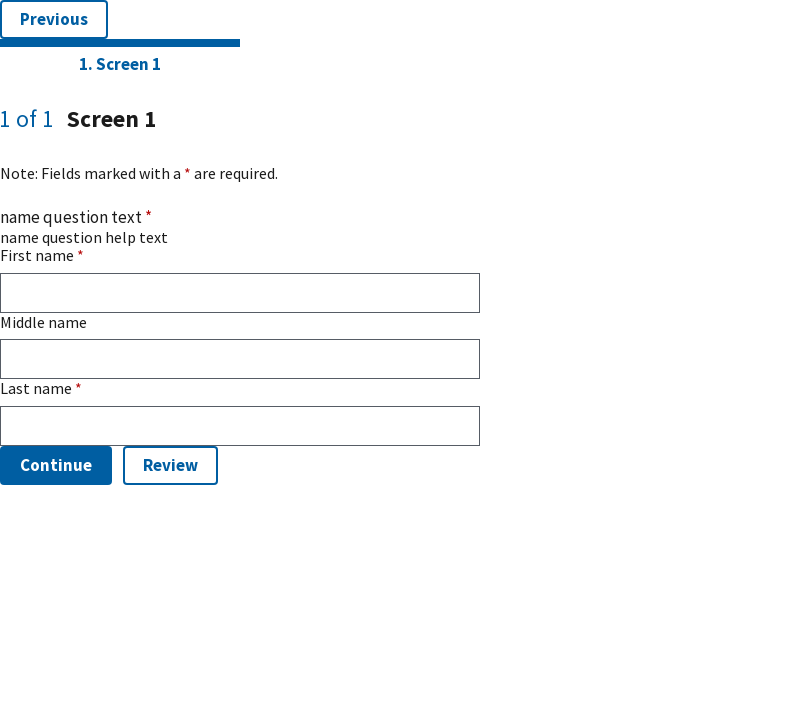 Previous
1. Screen 1
1 of 1 Screen 1
Note: Fields marked with a * are required.
name question text *
name question help text
First name *
Middle name
Last name *
Continue Review